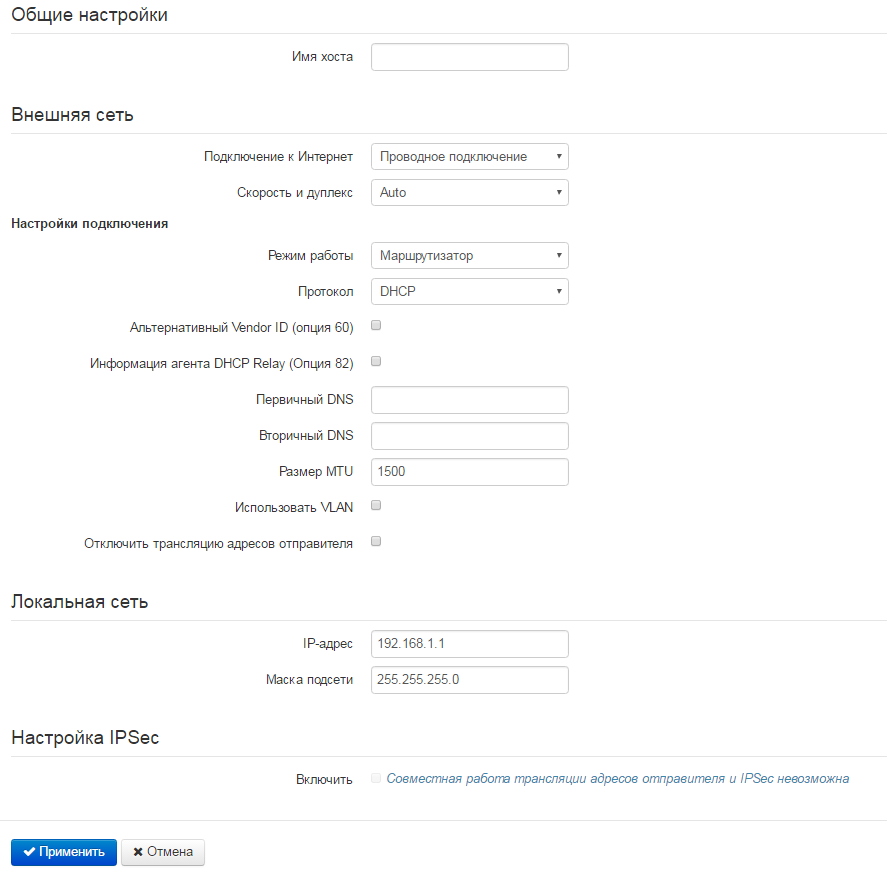 Общие настройки
Имя хоста
Внешняя сеть
Подключение к Интернет Проводное подключение
Скорость и дуплекс Auto
Настройки подключения
Режим работы Маршрутизатор
Протокол DHCP
Альтернативный Vendor ID (опция 60)
Информация агента DHCP Relay (Опция 82)
Первичный DNS
Вторичный DNS
Размер MTU 1500
Использовать VLAN
Отключить трансляцию адресов отправителя
Локальная сеть
IP-адрес 192.168.1.1
Маска подсети 255.255.255.0
Настройка IPSec
Включить Совместная работа трансляции адресов отправителя и IPSec невозможна
Применить Отмена